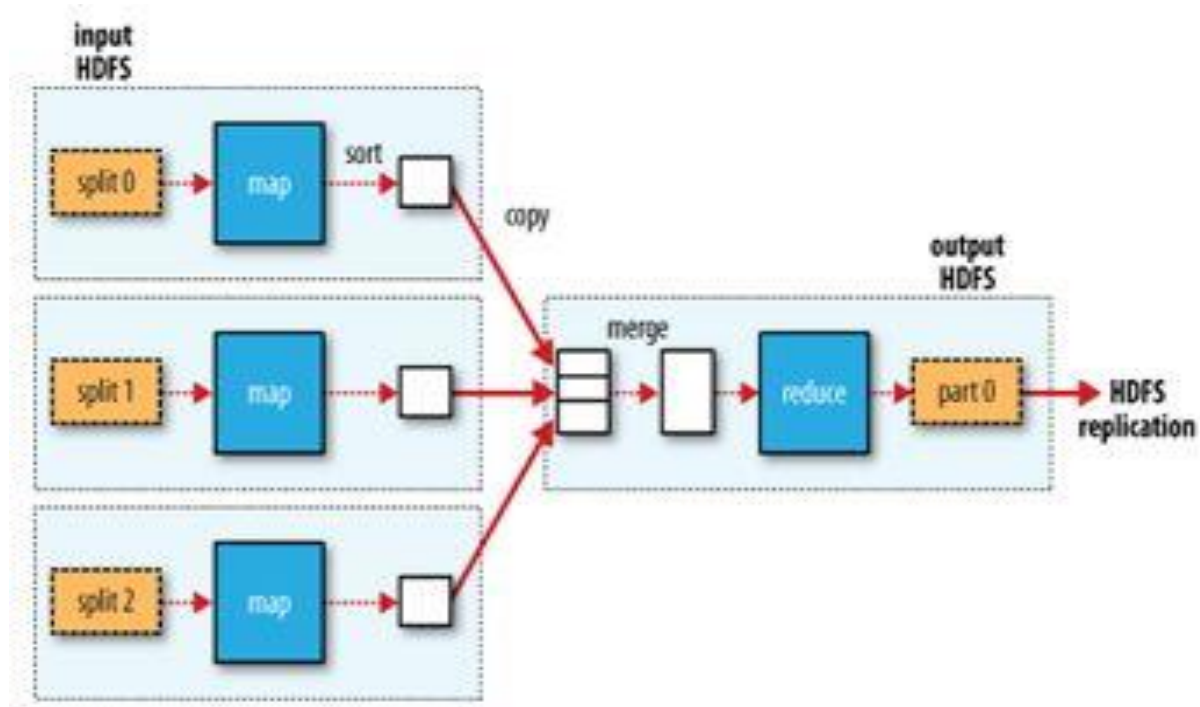 input
HDFS
split 0
map
sort
copy
split 1
map
merge
reduce
output
HDFS
part 0
HDFS
replication
split 2
map